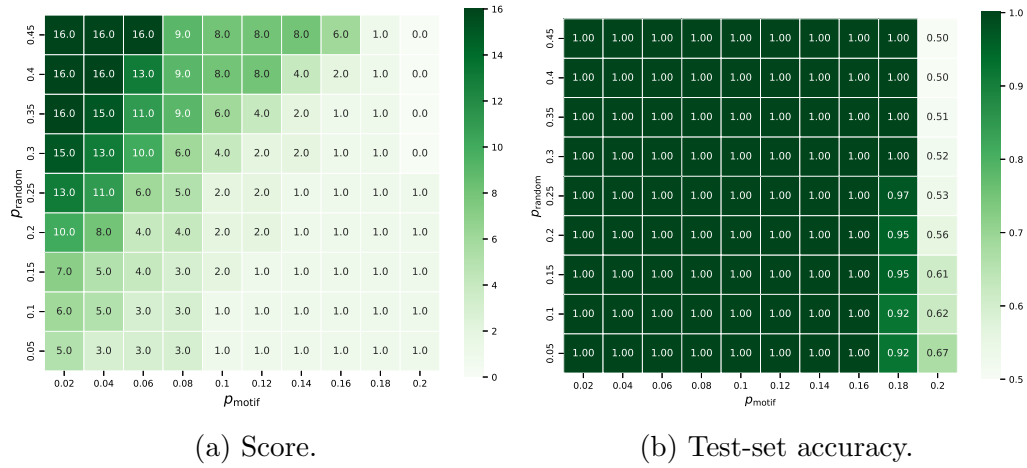 0.45 16.0 16.0 16.0 9.0 8.0 8.0 8.0 6.0 1.0 0.0
0.4 16.0 16.0 13.0 9.0 8.0 8.0 4.0 2.0 1.0 0.0
0.35 16.0 15.0 11.0 9.0 6.0 4.0 2.0 1.0 1.0 0.0
0.3 15.0 13.0 10.0 6.0 4.0 2.0 2.0 1.0 1.0 0.0
0.25 13.0 11.0 6.0 5.0 2.0 2.0 1.0 1.0 1.0 1.0
0.2 10.0 8.0 4.0 4.0 2.0 2.0 1.0 1.0 1.0 1.0
0.15 7.0 5.0 4.0 3.0 2.0 1.0 1.0 1.0 1.0 1.0
0.1 6.0 5.0 3.0 3.0 1.0 1.0 1.0 1.0 1.0 1.0
0.05 5.0 3.0 3.0 3.0 1.0 1.0 1.0 1.0 1.0 1.0
0.02 0.04 0.06 0.08 0.1 0.12 0.14 0.16 0.18 0.2
p_random
p_motif
16
14
12
10
8
6
4
2
0
(a) Score.
0.45 1.00 1.00 1.00 1.00 1.00 1.00 1.00 1.00 1.00 0.50
0.4 1.00 1.00 1.00 1.00 1.00 1.00 1.00 1.00 1.00 0.50
0.35 1.00 1.00 1.00 1.00 1.00 1.00 1.00 1.00 1.00 0.51
0.3 1.00 1.00 1.00 1.00 1.00 1.00 1.00 1.00 1.00 0.52
0.25 1.00 1.00 1.00 1.00 1.00 1.00 1.00 1.00 0.97 0.53
0.2 1.00 1.00 1.00 1.00 1.00 1.00 1.00 1.00 0.95 0.56
0.15 1.00 1.00 1.00 1.00 1.00 1.00 1.00 1.00 0.95 0.61
0.1 1.00 1.00 1.00 1.00 1.00 1.00 1.00 1.00 0.92 0.62
0.05 1.00 1.00 1.00 1.00 1.00 1.00 1.00 1.00 0.92 0.67
0.02 0.04 0.06 0.08 0.1 0.12 0.14 0.16 0.18 0.2
p_random
p_motif
1.0
0.9
0.8
0.7
0.6
0.5
(b) Test-set accuracy.